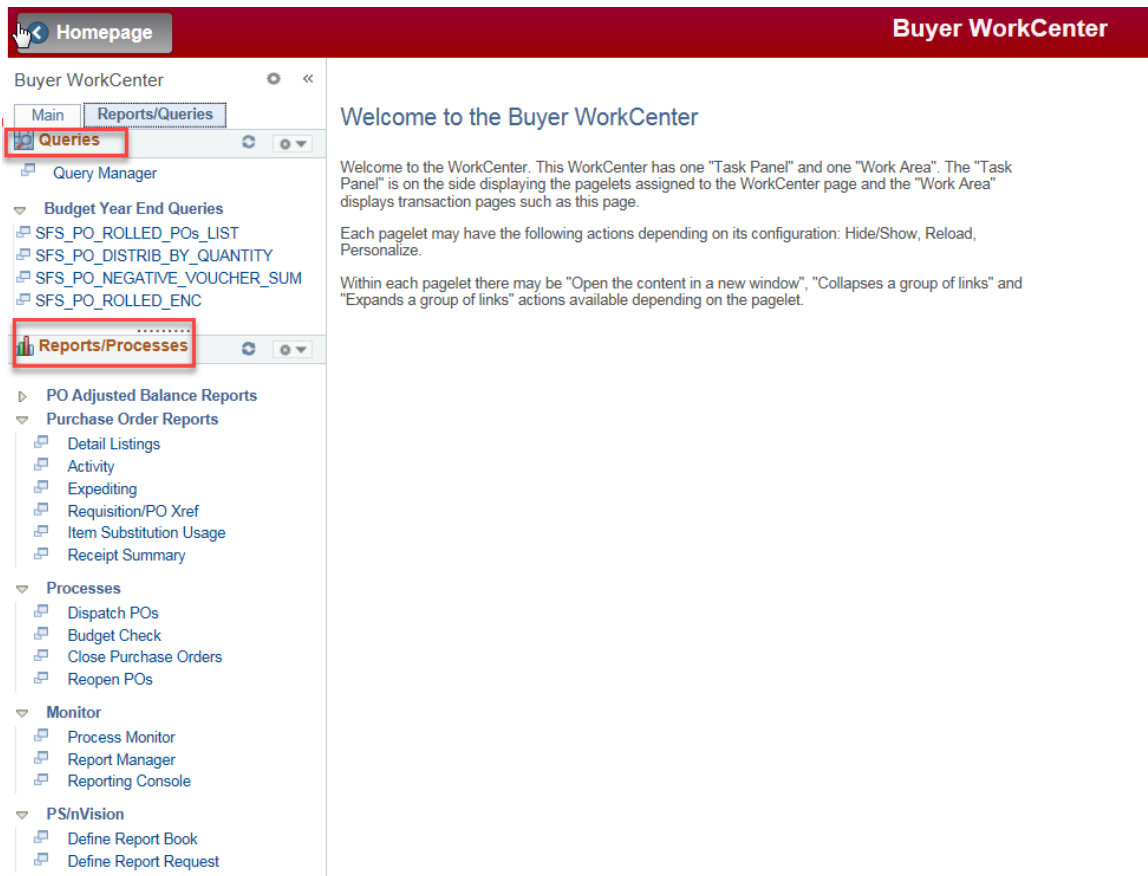 Homepage
Buyer WorkCenter
Buyer WorkCenter
Main Reports/Queries
Queries
Query Manager
Budget Year End Queries
SFS_PO_ROLLED_POs_LIST
SFS_PO_DISTRIB_BY_QUANTITY
SFS_PO_NEGATIVE_VOUCHER_SUM
SFS_PO_ROLLED_ENC
Reports/Processes
PO Adjusted Balance Reports
Purchase Order Reports
Detail Listings
Activity
Expediting
Requisition/PO Xref
Item Substitution Usage
Receipt Summary
Processes
Dispatch POs
Budget Check
Close Purchase Orders
Reopen POs
Monitor
Process Monitor
Report Manager
Reporting Console
PS/nVision
Define Report Book
Define Report Request
Welcome to the Buyer WorkCenter
Welcome to the WorkCenter. This WorkCenter has one "Task Panel" and one "Work Area". The "Task
Panel" is on the side displaying the pagelets assigned to the WorkCenter page and the "Work Area"
displays transaction pages such as this page.
Each pagelet may have the following actions depending on its configuration: Hide/Show, Reload,
Personalize.
Within each pagelet there may be "Open the content in a new window", "Collapses a group of links" and
"Expands a group of links" actions available depending on the pagelet.